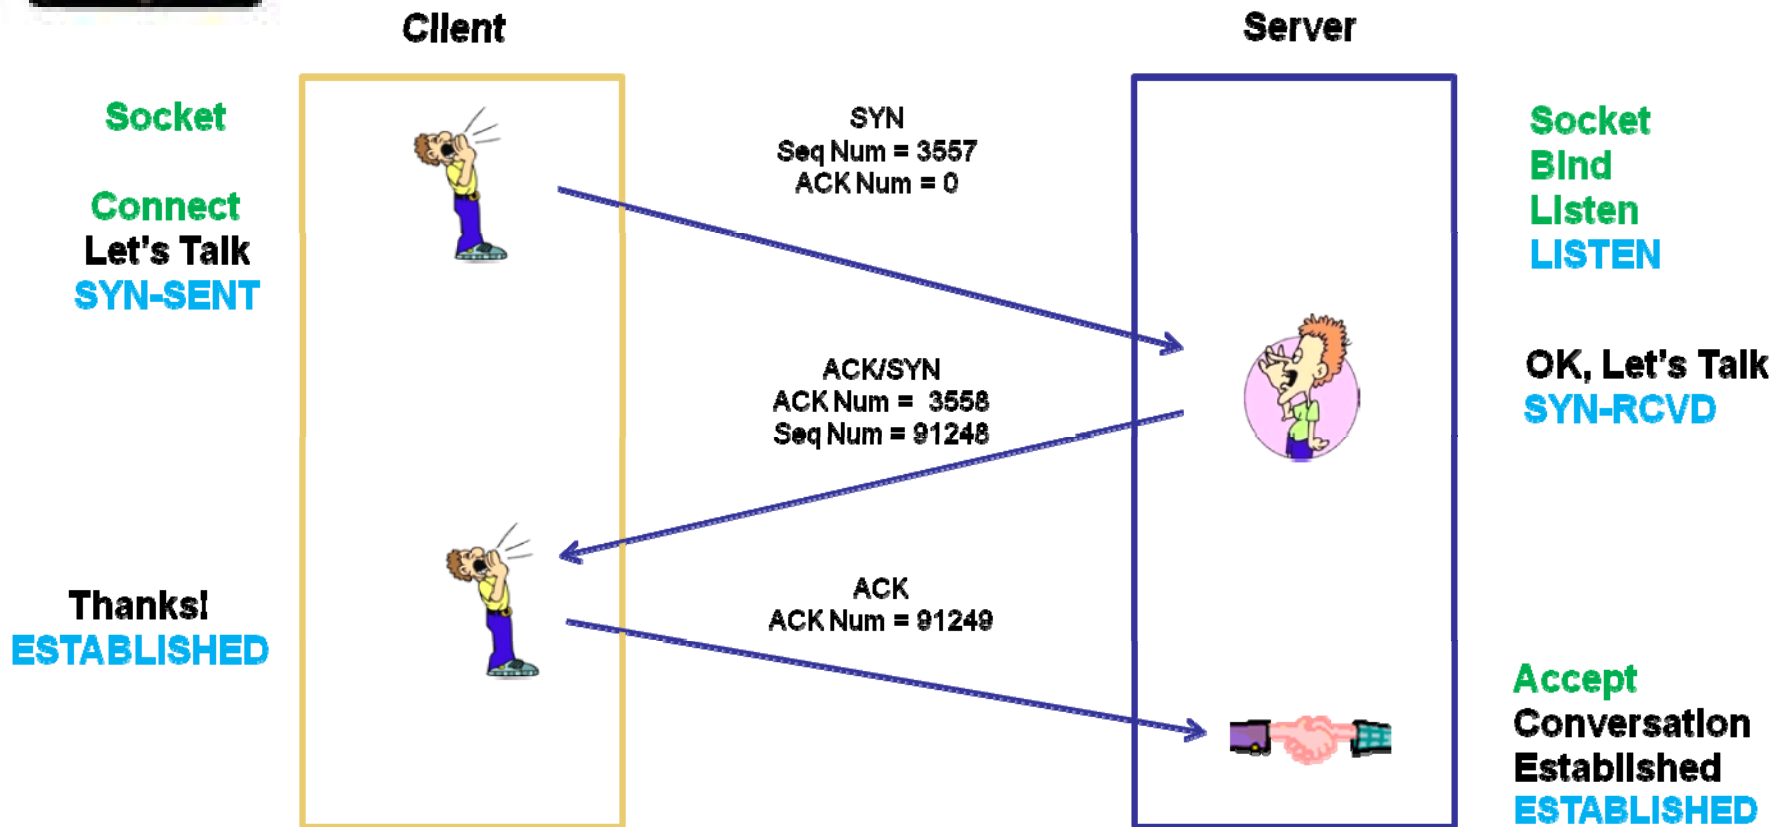 Client
Server
Socket
Connect
Let's Talk
SYN-SENT
SYN
Seq Num = 3557
ACK Num = 0
Socket
Bind
Listen
LISTEN
ACK/SYN
ACK Num = 3558
Seq Num = 91248
OK, Let's Talk
SYN-RCVD
Thanks!
ESTABLISHED
ACK
ACK Num = 91249
Accept
Conversation
Established
ESTABLISHED